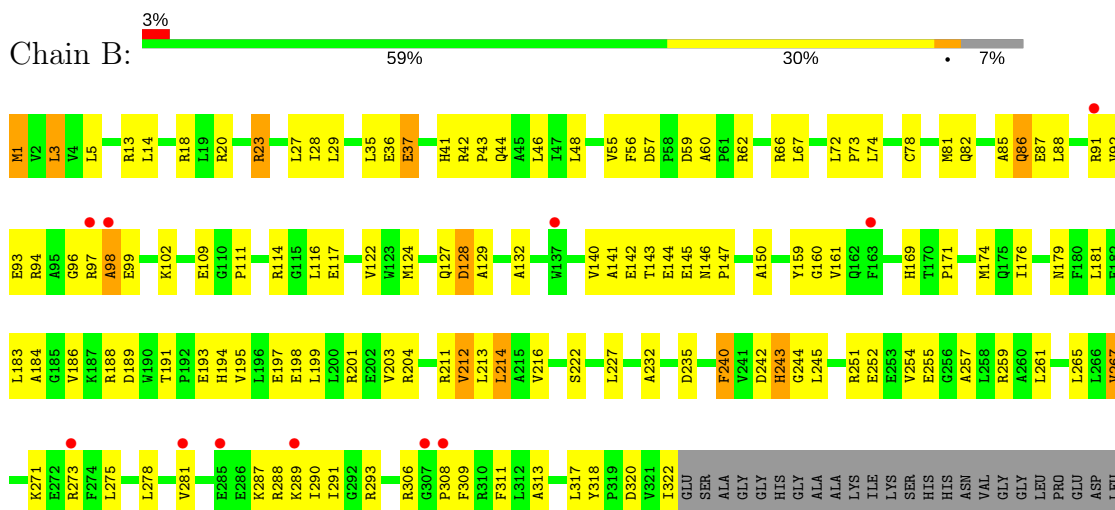 3%
Chain B:
59% 30% • 7%
M1 V2 L3 V4 L5 R13 L14 R18 L19 R20 R23 L27 I28 L29 L35 E36 E37 H41 R42 P43 Q44 A45 L46 I47 L48 V55 F56 D57 P58 D59 A60 P61 R62 R66 L67 L72 P73 L74 C78 M81 Q82 A85 Q86 E87 L88 R91 V92
E93 R94 A95 G96 R97 A98 E99 K102 E109 G110 P111 R114 G115 L116 E117 V122 W123 M124 Q127 D128 A129 A132 W137 V140 A141 E142 T143 E144 E145 N146 P147 A150 Y159 G160 V161 Q162 F163 H169 T170 P171 M174 Q175 I176 N179 F180 L181 E182
L183 A184 G185 V186 K187 R188 D189 W190 T191 P192 E193 H194 V195 L196 E197 E198 L199 L200 R201 E202 V203 R204 R211 V212 L213 L214 A215 V216 S222 L227 A232 D235 F240 V241 D242 H243 G244 L245 R251 E252 E253 V254 E255 G256 A257 L258 R259 A260 L261 L265 L266 V267
K271 E272 R273 F274 L275 L278 V281 E285 E286 K287 R288 K289 I290 I291 G292 R293 R306 G307 P308 F309 R310 F311 L312 A313 L317 Y318 P319 D320 V321 I322 GLU SER ALA GLY GLY HIS GLY ALA ALA LYS ILE LYS SER HIS HIS ASN VAL GLY GLY LEU PRO GLU ASP LEU